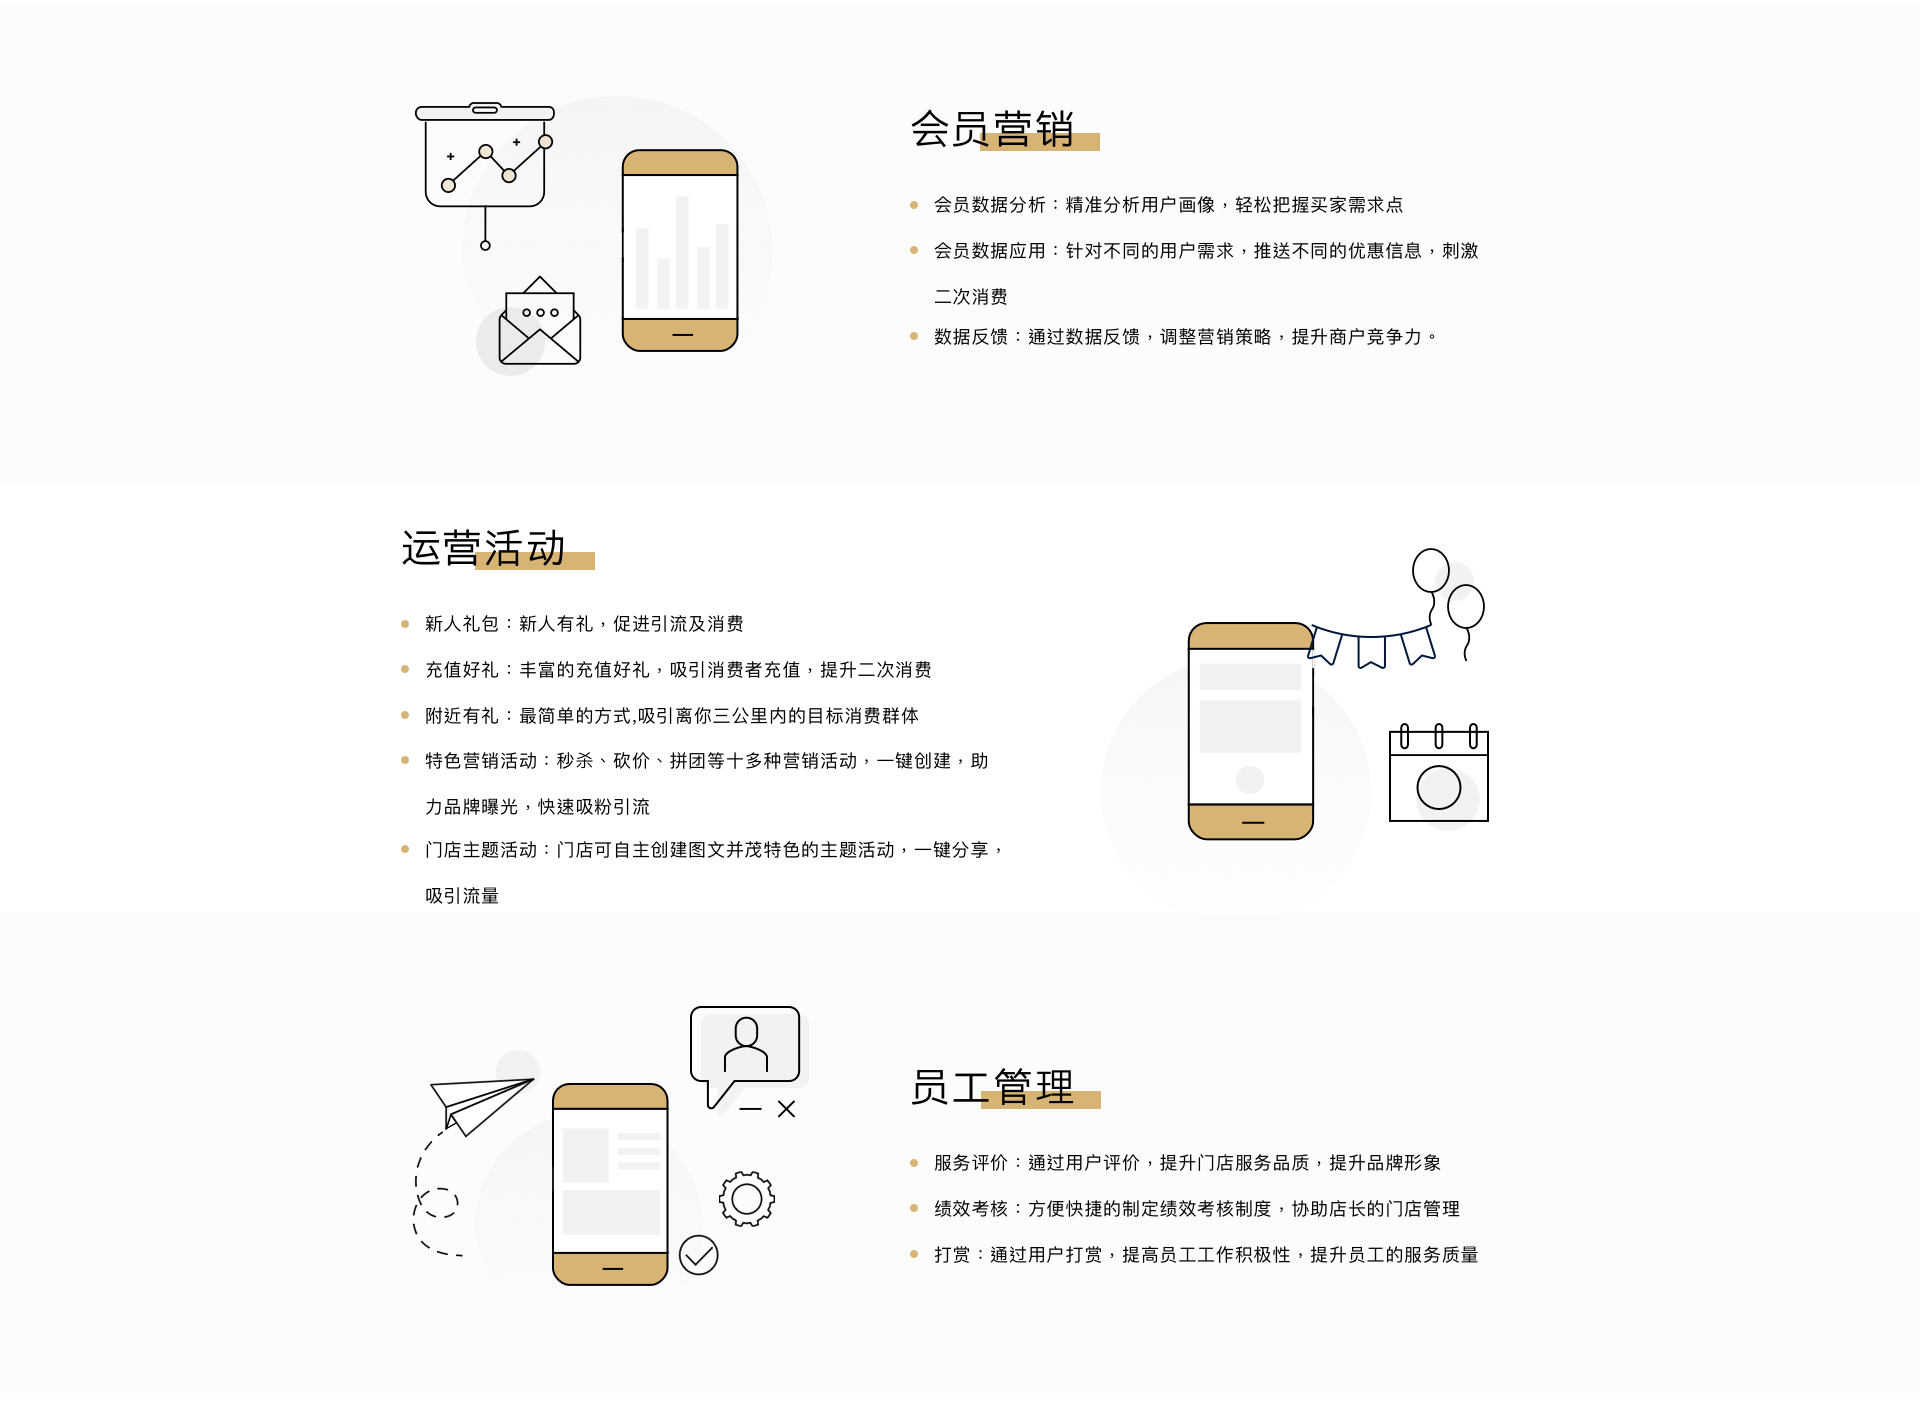 会员营销
会员数据分析：精准分析用户画像，轻松把握买家需求点
会员数据应用：针对不同的用户需求，推送不同的优惠信息，刺激
二次消费
数据反馈：通过数据反馈，调整营销策略，提升商户竞争力。
运营活动
新人礼包：新人有礼，促进引流及消费
充值好礼：丰富的充值好礼，吸引消费者充值，提升二次消费
附近有礼：最简单的方式,吸引离你三公里内的目标消费群体
特色营销活动：秒杀、砍价、拼团等十多种营销活动，一键创建，助
力品牌曝光，快速吸粉引流
门店主题活动：门店可自主创建图文并茂特色的主题活动，一键分享，
吸引流量
员工管理
服务评价：通过用户评价，提升门店服务品质，提升品牌形象
绩效考核：方便快捷的制定绩效考核制度，协助店长的门店管理
打赏：通过用户打赏，提高员工工作积极性，提升员工的服务质量